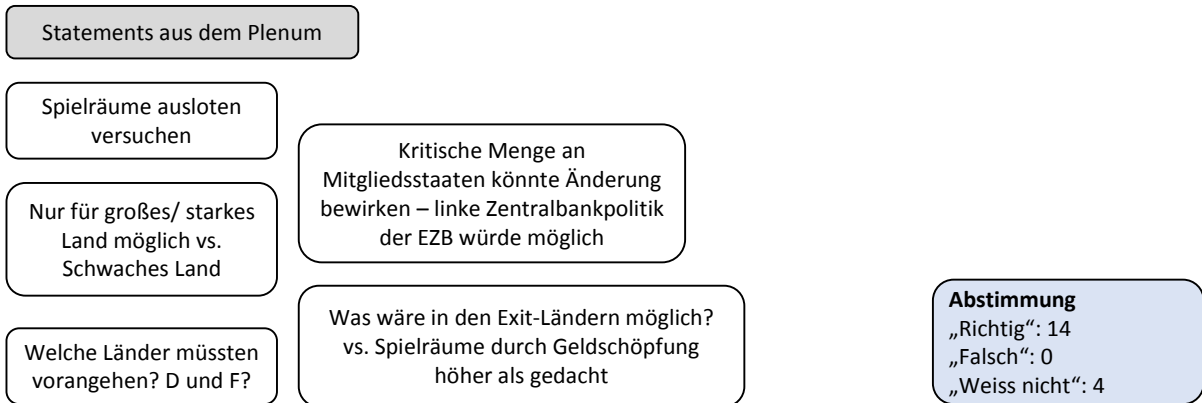 Statements aus dem Plenum
Spielräume ausloten
versuchen
Nur für großes/ starkes
Land möglich vs.
Schwaches Land
Welche Länder müssten
vorangehen? D und F?
Kritische Menge an
Mitgliedsstaaten könnte Änderung
bewirken – linke Zentralbankpolitik
der EZB würde möglich
Was wäre in den Exit-Ländern möglich?
vs. Spielräume durch Geldschöpfung
höher als gedacht
Abstimmung
„Richtig“: 14
„Falsch“: 0
„Weiss nicht“: 4